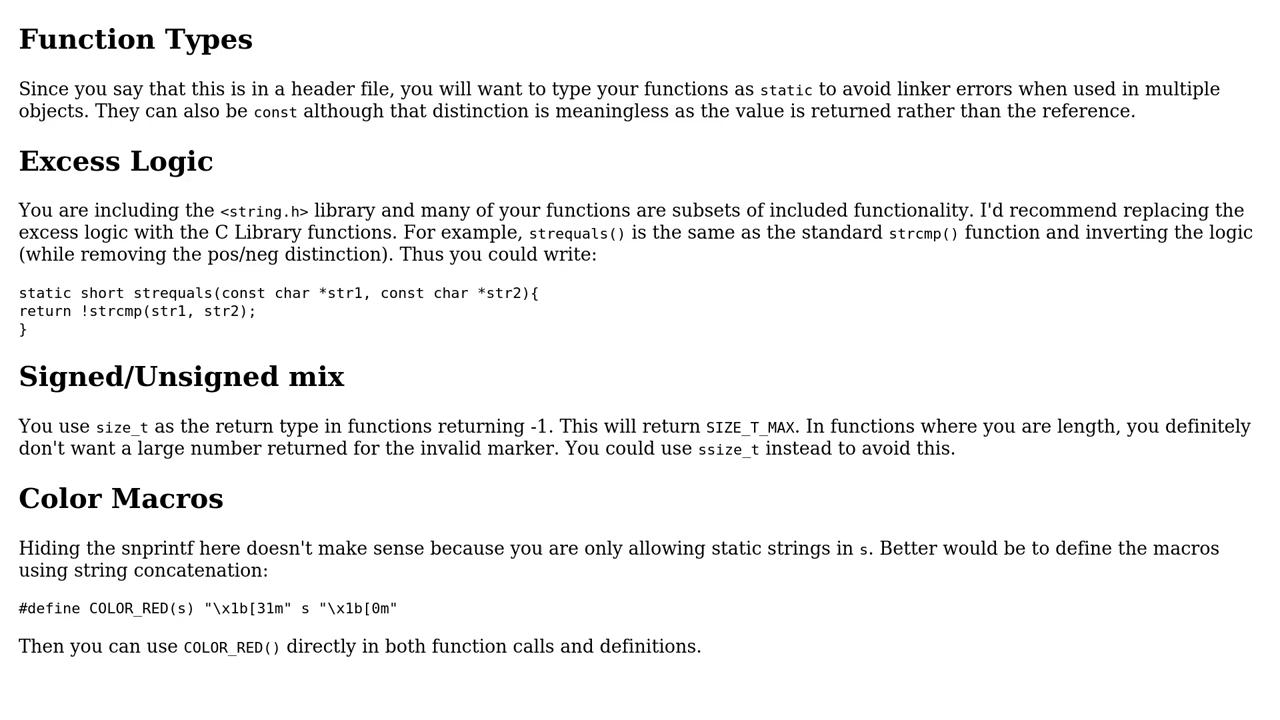 Function Types
Since you say that this is in a header file, you will want to type your functions as static to avoid linker errors when used in multiple
objects. They can also be const although that distinction is meaningless as the value is returned rather than the reference.
Excess Logic
You are including the <string.h> library and many of your functions are subsets of included functionality. I'd recommend replacing the
excess logic with the C Library functions. For example, strequals() is the same as the standard strcmp() function and inverting the logic
(while removing the pos/neg distinction). Thus you could write:
static short strequals(const char *str1, const char *str2){
return !strcmp(str1, str2);
}
Signed/Unsigned mix
You use size_t as the return type in functions returning -1. This will return SIZE_T_MAX. In functions where you are length, you definitely
don't want a large number returned for the invalid marker. You could use ssize_t instead to avoid this.
Color Macros
Hiding the snprintf here doesn't make sense because you are only allowing static strings in s. Better would be to define the macros
using string concatenation:
#define COLOR_RED(s) "\x1b[31m" s "\x1b[0m"
Then you can use COLOR_RED() directly in both function calls and definitions.